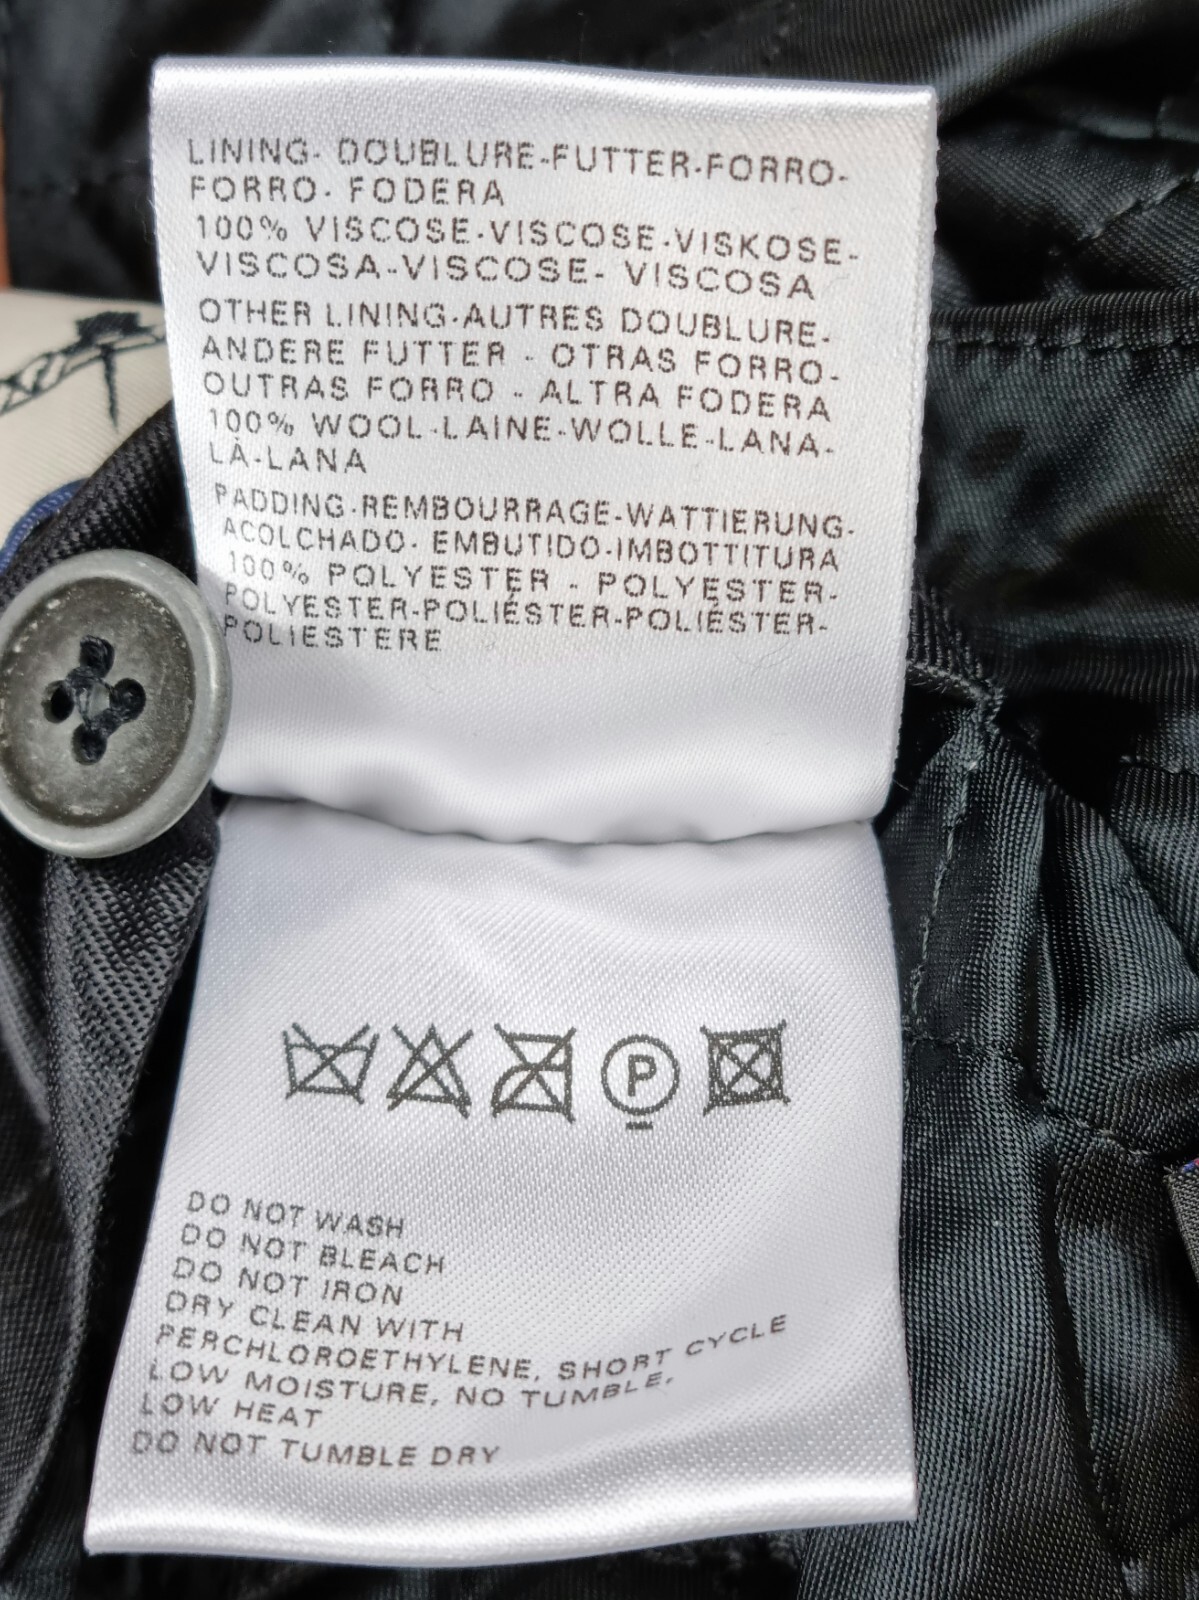 LINING- DOUBLURE-FUTTER-FORRO-
FORRO- FODERA
100% VISCOSE-VISCOSE-VISKOSE-
VISCOSA-VISCOSE- VISCOSA
OTHER LINING-AUTRES DOUBLURE-
ANDERE FUTTER - OTRAS FORRO-
OUTRAS FORRO - ALTRA FODERA
100% WOOL-LAINE-WOLLE-LANA-
LÀ-LANA
PADDING-REMBOURRAGE-WATTIERUNG-
ACOLCHADO- EMBUTIDO-IMBOTTITURA
100% POLYESTER - POLYESTER-
POLYESTER-POLIÉSTER-POLIÉSTER-
POLIESTERE
P
DO NOT WASH
DO NOT BLEACH
DO NOT IRON
DRY CLEAN WITH
PERCHLOROETHYLENE, SHORT CYCLE
LOW MOISTURE, NO TUMBLE,
LOW HEAT
DO NOT TUMBLE DRY